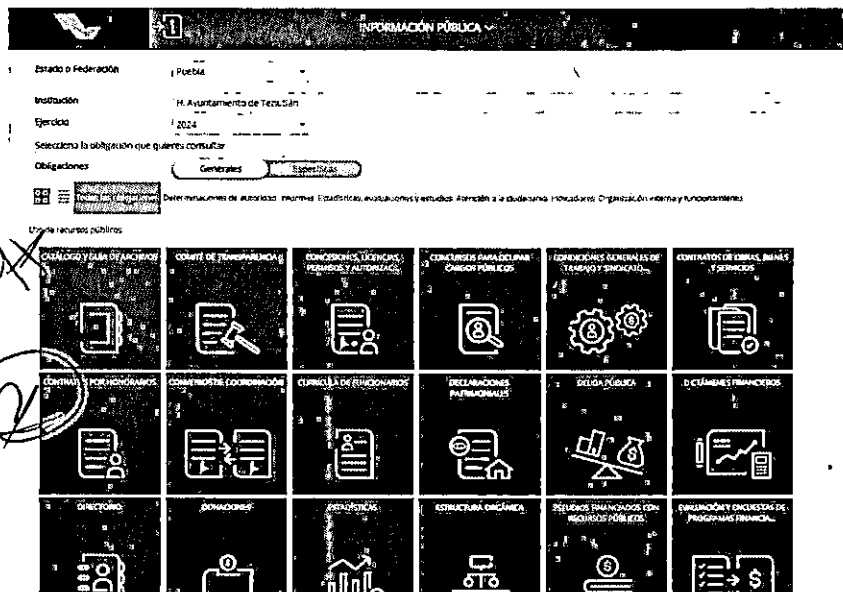 INFORMACIÓN PÚBLICA
Estado o Federación
Puebla
Institución
H. Ayuntamiento de Teziutlán
Ejercicio
2024
Selecciona la obligación que quieres consultar
Obligaciones
Generales
Específicas
Todas las obligaciones Determinaciones de autoridad Informes Estadísticas, evaluaciones y estudios Atención a la ciudadanía Indicadores Organización interna y funcionamiento
Uso de recursos públicos
CATÁLOGO Y GUÍA DE ARCHIVOS
COMITÉ DE TRANSPARENCIA
CONCESIONES, LICENCIAS,
PERMISOS Y AUTORIZACI...
CONCURSOS PARA OCUPAR
CARGOS PÚBLICOS
CONDICIONES GENERALES DE
TRABAJO Y SINDICATO...
CONTRATOS DE OBRAS, BIENES
Y SERVICIOS
CONTRATOS POR HONORARIOS
CONVENIOS DE COORDINACIÓN
CURRÍCULA DE FUNCIONARIOS
DECLARACIONES
PATRIMONIALES
DEUDA PÚBLICA
DICTÁMENES FINANCIEROS
DIRECTORIO
DONACIONES
ESTADÍSTICAS
ESTRUCTURA ORGÁNICA
ESTUDIOS FINANCIADOS CON
RECURSOS PÚBLICOS
EVALUACIÓN Y ENCUESTAS DE
PROGRAMAS FINANCIA...